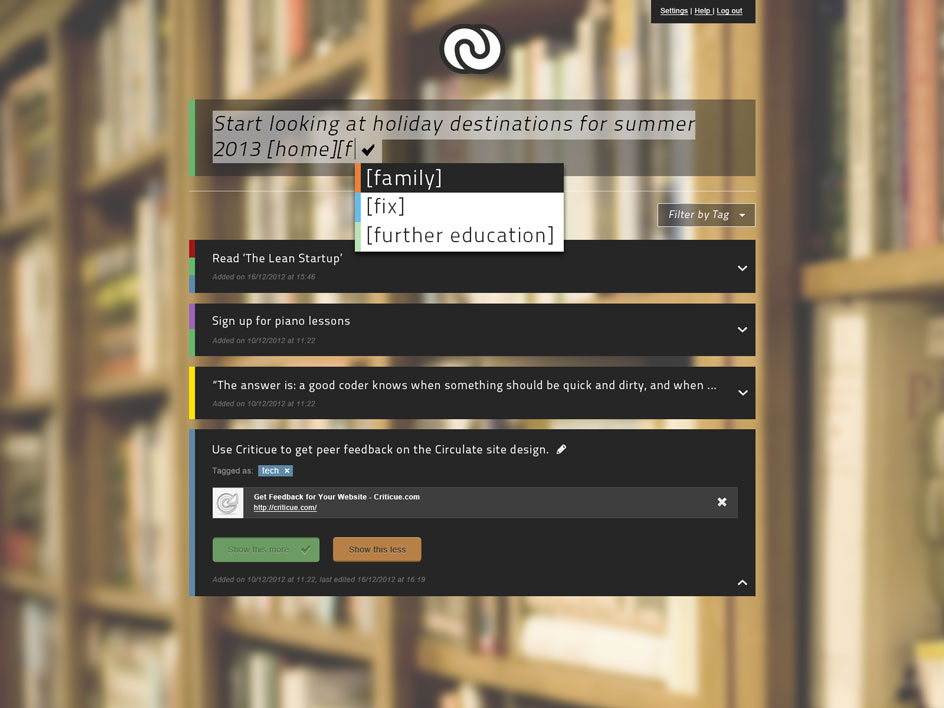 Settings | Help | Log out
Start looking at holiday destinations for summer
2013 [home][f
[family]
[fix]
[further education]
Filter by Tag
Read 'The Lean Startup'
Added on 16/12/2012 at 15:46
Sign up for piano lessons
Added on 10/12/2012 at 11:22
“The answer is: a good coder knows when something should be quick and dirty, and when ...
Added on 10/12/2012 at 11:22
Use Criticue to get peer feedback on the Circulate site design.
Tagged as: tech ×
Get Feedback for Your Website - Criticue.com
http://criticue.com/
Show this more
Show this less
Added on 10/12/2012 at 11:22, last edited 16/12/2012 at 16:19